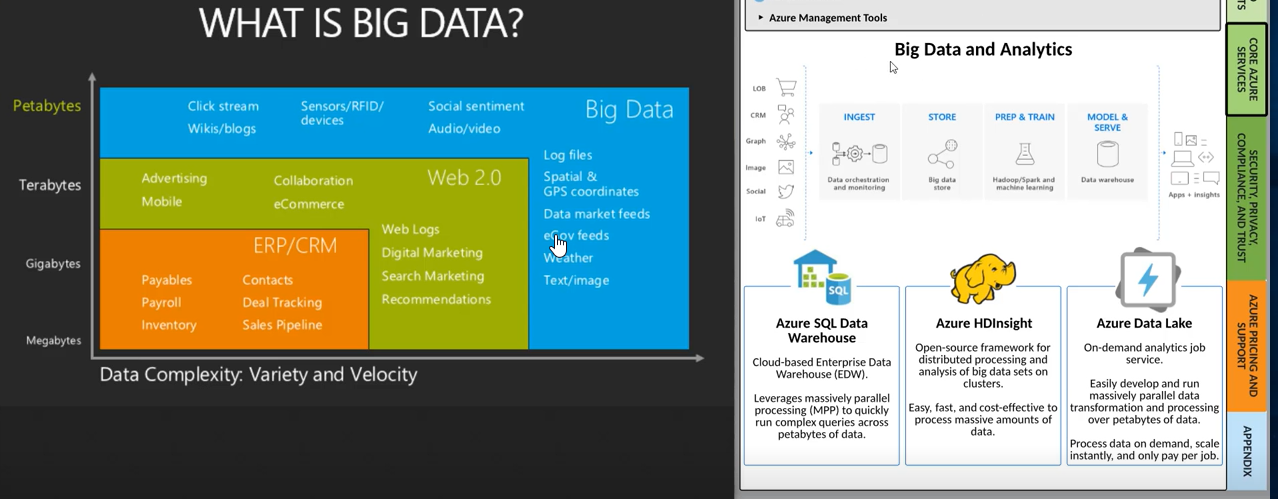 WHAT IS BIG DATA?
Petabytes
Terabytes
Gigabytes
Megabytes
Click stream
Wikis/blogs
Sensors/RFID/
devices
Social sentiment
Audio/video
Big Data
Log files
Spatial &
GPS coordinates
Data market feeds
eGov feeds
Weather
Text/image
Advertising
Mobile
Collaboration
eCommerce
Web 2.0
Web Logs
Digital Marketing
Search Marketing
Recommendations
ERP/CRM
Payables
Payroll
Inventory
Contacts
Deal Tracking
Sales Pipeline
Data Complexity: Variety and Velocity
Azure Management Tools
Big Data and Analytics
LOB
CRM
Graph
Image
Social
IoT
INGEST
Data orchestration
and monitoring
STORE
Big data
store
PREP & TRAIN
Hadoop/Spark and
machine learning
MODEL &
SERVE
Data warehouse
Apps + insights
SQL
Azure SQL Data
Warehouse
Cloud-based Enterprise Data
Warehouse (EDW).
Leverages massively parallel
processing (MPP) to quickly
run complex queries across
petabytes of data.
Azure HDInsight
Open-source framework for
distributed processing and
analysis of big data sets on
clusters.
Easy, fast, and cost-effective to
process massive amounts of
data.
Azure Data Lake
On-demand analytics job
service.
Easily develop and run
massively parallel data
transformation and processing
over petabytes of data.
Process data on demand, scale
instantly, and only pay per job.
CORE AZURE
SERVICES
SECURITY, PRIVACY,
COMPLIANCE, AND TRUST
AZURE PRICING AND
SUPPORT
APPENDIX